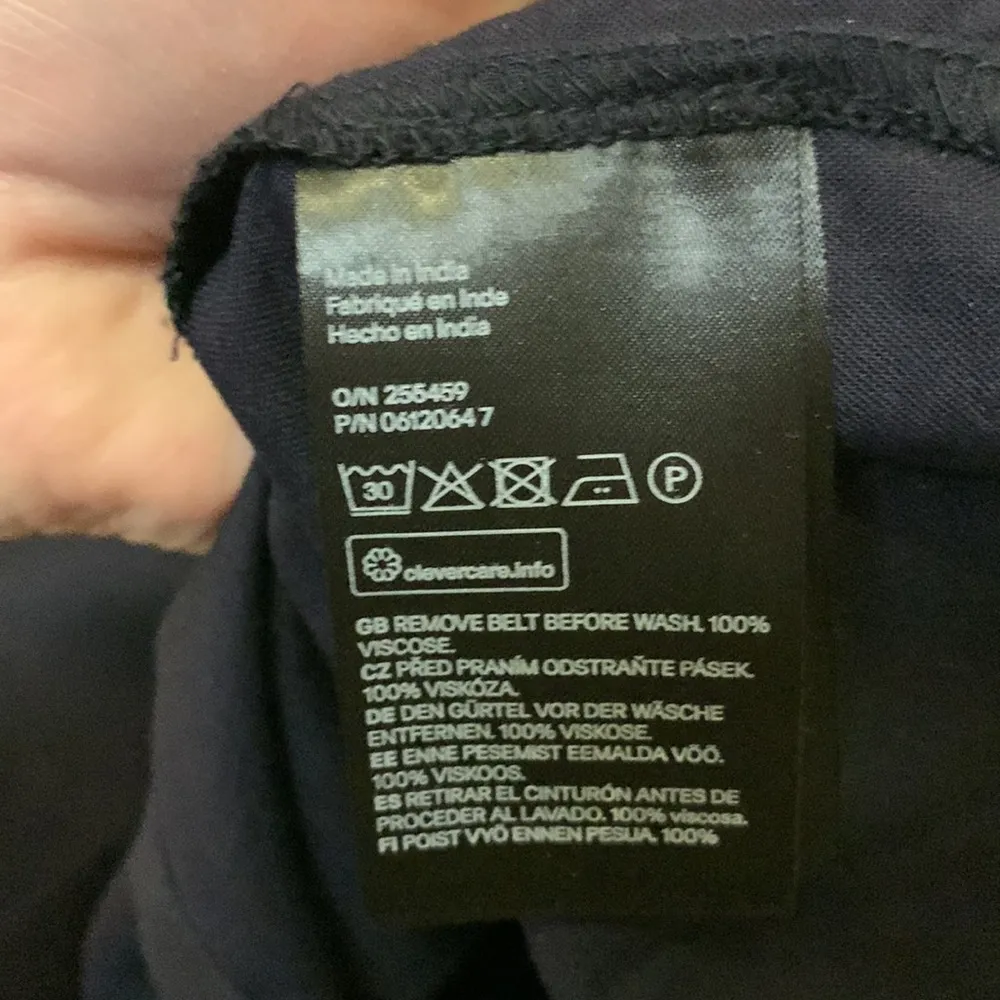 Made in India
Fabriqué en Inde
Hecho en India
O/N 255459
P/N 0612064 7
30 P
clevercare.info
GB REMOVE BELT BEFORE WASH. 100%
VISCOSE.
CZ PŘED PRANÍM ODSTRAŇTE PÁSEK.
100% VISKÓZA.
DE DEN GÜRTEL VOR DER WÄSCHE
ENTFERNEN. 100% VISKOSE.
EE ENNE PESEMIST EEMALDA VÖÖ.
100% VISKOOS.
ES RETIRAR EL CINTURÓN ANTES DE
PROCEDER AL LAVADO. 100% viscosa.
FI POIST VYÖ ENNEN PESUA. 100%